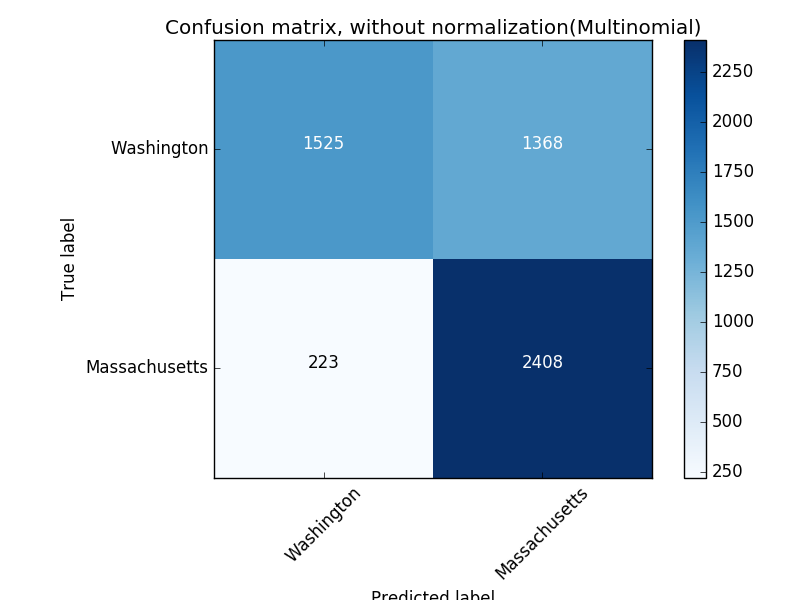 Confusion matrix, without normalization(Multinomial)
True label
Washington
1525
1368
Massachusetts
223
2408
Washington
Massachusetts
Predicted label
2250
2000
1750
1500
1250
1000
750
500
250